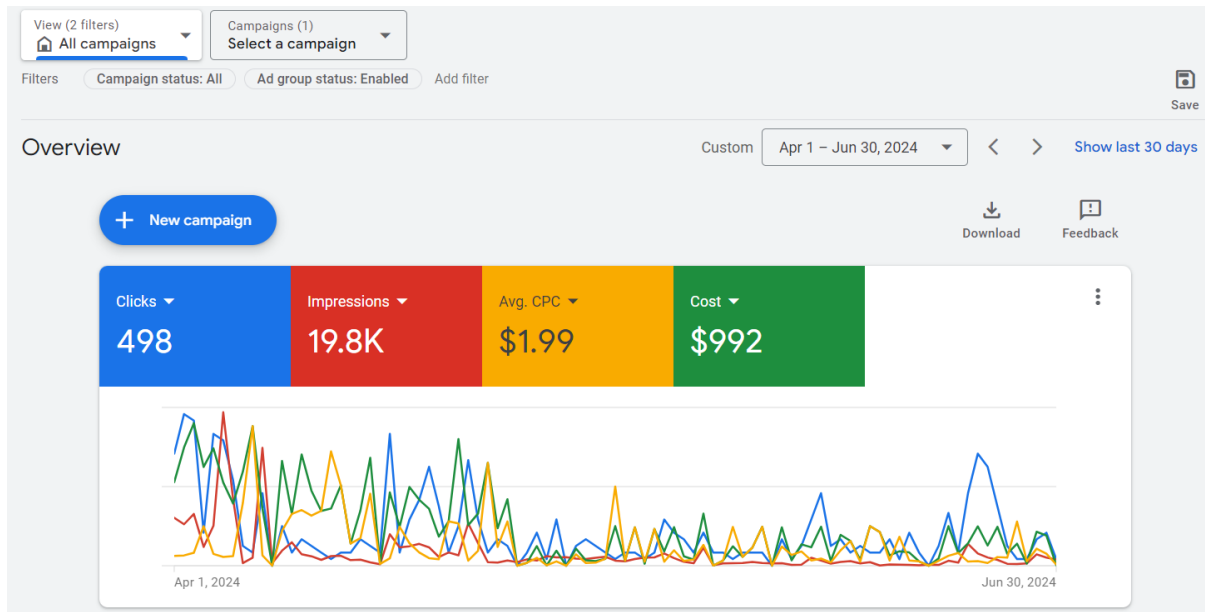 View (2 filters)
All campaigns
Campaigns (1)
Select a campaign
Filters
Campaign status: All
Ad group status: Enabled
Add filter
Save
Overview
Custom
Apr 1 – Jun 30, 2024
Show last 30 days
New campaign
Download
Feedback
Clicks
498
Impressions
19.8K
Avg. CPC
$1.99
Cost
$992
Apr 1, 2024
Jun 30, 2024